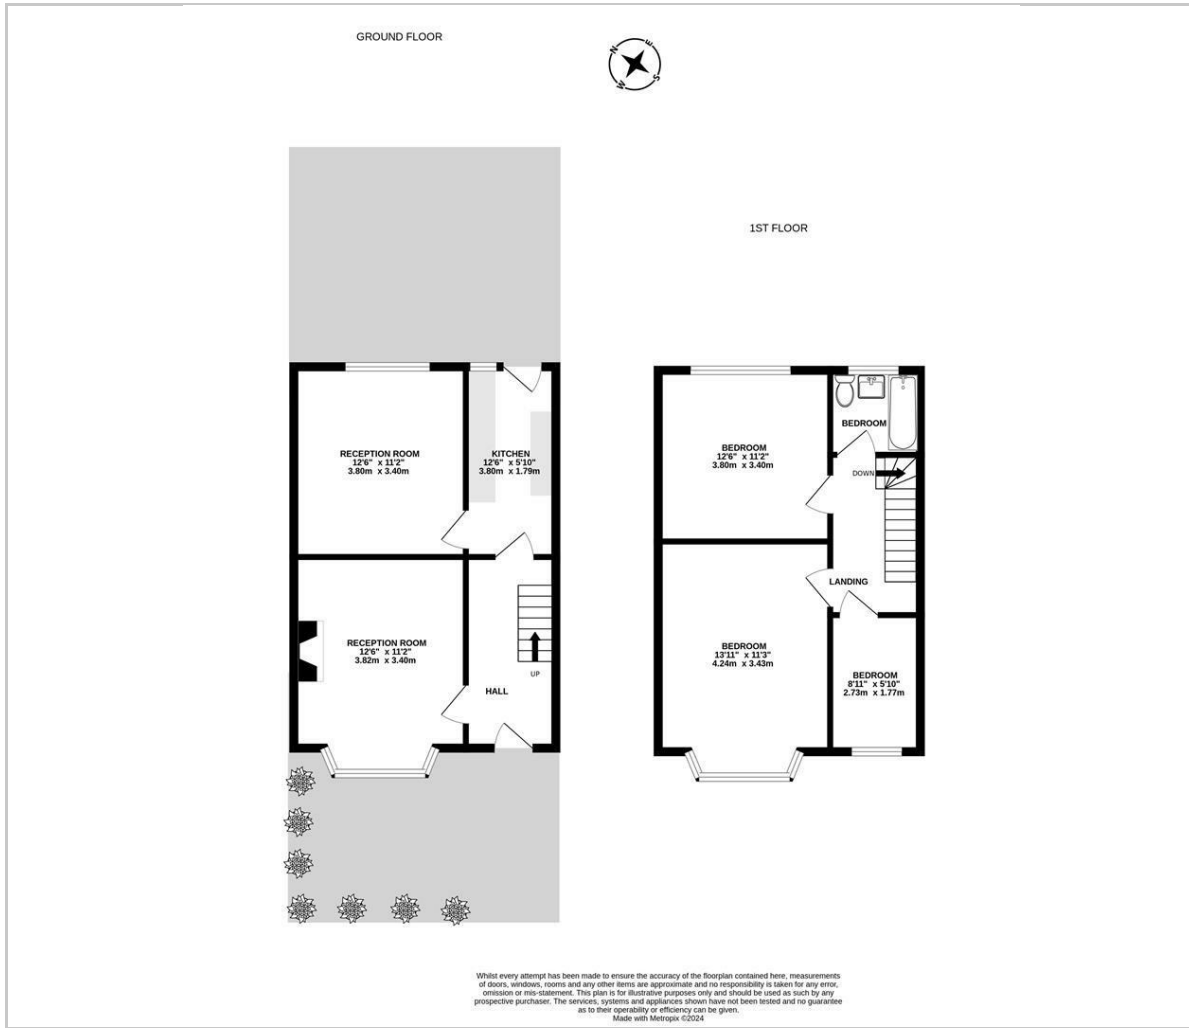 GROUND FLOOR
N
E
S
W
1ST FLOOR
RECEPTION ROOM
12'6" x 11'2"
3.80m x 3.40m
KITCHEN
12'6" x 5'10"
3.80m x 1.79m
RECEPTION ROOM
12'6" x 11'2"
3.82m x 3.40m
UP
HALL
BEDROOM
BEDROOM
12'6" x 11'2"
3.80m x 3.40m
DOWN
LANDING
BEDROOM
13'11" x 11'3"
4.24m x 3.43m
BEDROOM
8'11" x 5'10"
2.73m x 1.77m
Whilst every attempt has been made to ensure the accuracy of the floorplan contained here, measurements
of doors, windows, rooms and any other items are approximate and no responsibility is taken for any error,
omission or mis-statement. This plan is for illustrative purposes only and should be used as such by any
prospective purchaser. The services, systems and appliances shown have not been tested and no guarantee
as to their operability or efficiency can be given.
Made with Metropix ©2024